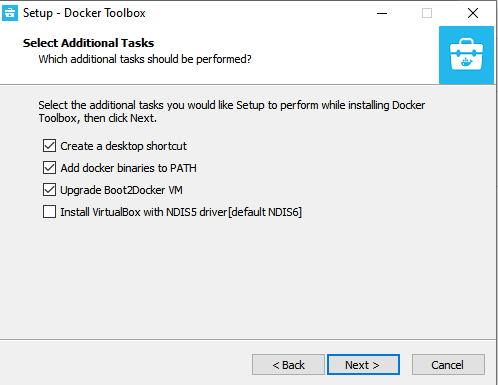 Setup - Docker Toolbox
Select Additional Tasks
Which additional tasks should be performed?
Select the additional tasks you would like Setup to perform while installing Docker
Toolbox, then click Next.
Create a desktop shortcut
Add docker binaries to PATH
Upgrade Boot2Docker VM
Install VirtualBox with NDIS5 driver[default NDIS6]
< Back
Next >
Cancel